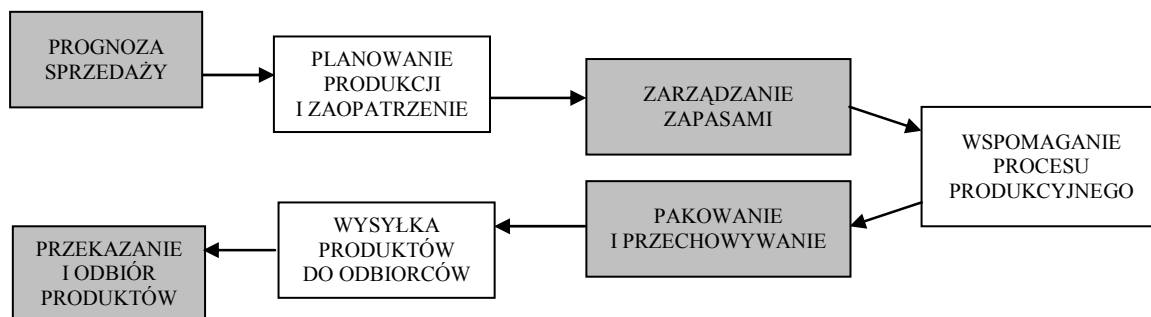 PROGNOZA
SPRZEDAŻY
PLANOWANIE
PRODUKCJI
I ZAOPATRZENIE
ZARZĄDZANIE
ZAPASAMI
WSPOMAGANIE
PROCESU
PRODUKCYJNEGO
PAKOWANIE
I PRZECHOWYWANIE
WYSYŁKA
PRODUKTÓW
DO ODBIORCÓW
PRZEKAZANIE
I ODBIÓR
PRODUKTÓW